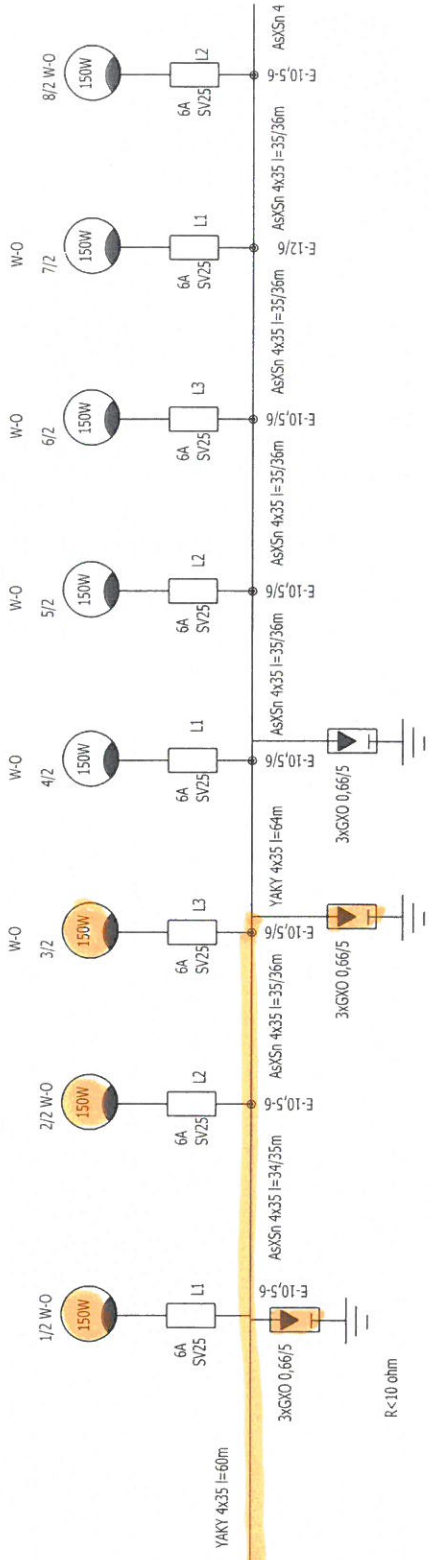 W-O W-O W-O W-O W-O
1/2 W-O 2/2 W-O 3/2 4/2 5/2 6/2 7/2 8/2 W-O
150W 150W 150W 150W 150W 150W 150W 150W
L1 L2 L3 L1 L2 L3 L1 L2
6A 6A 6A 6A 6A 6A 6A 6A
SV25 SV25 SV25 SV25 SV25 SV25 SV25 SV25
YAKY 4x35 l=60m
AsXSn 4x35 l=34/35m AsXSn 4x35 l=35/36m YAKY 4x35 l=64m AsXSn 4x35 l=35/36m AsXSn 4x35 l=35/36m AsXSn 4x35 l=35/36m AsXSn 4x35 l=35/36m AsXSn 4
E-10,5-6 E-10,5-6 E-10,5/6 E-10,5/6 E-10,5/6 E-10,5/6 E-12/6 E-10,5-6
3xGXO 0,66/5 3xGXO 0,66/5 3xGXO 0,66/5
R<10 ohm